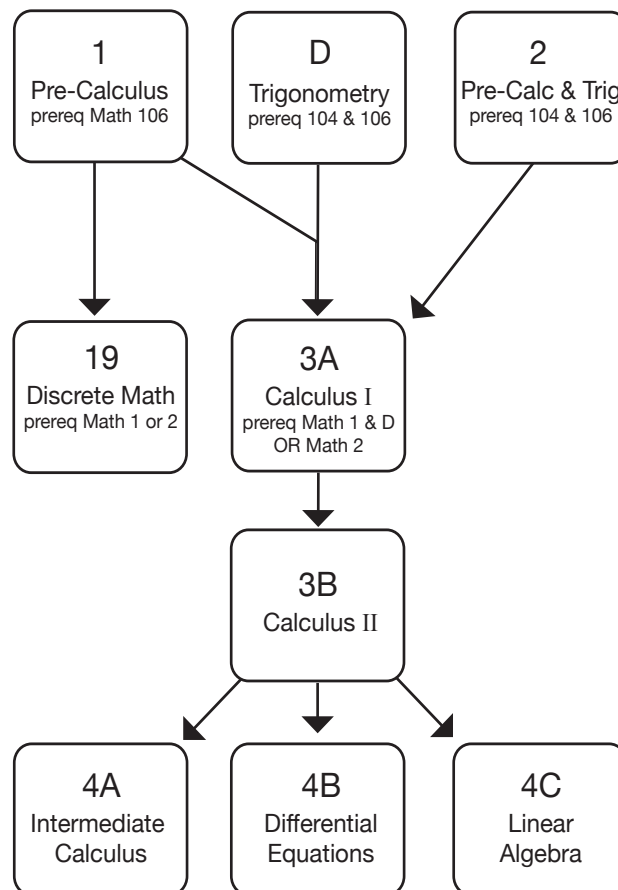 1
Pre-Calculus
prereq Math 106
D
Trigonometry
prereq 104 & 106
2
Pre-Calc & Trig
prereq 104 & 106
19
Discrete Math
prereq Math 1 or 2
3A
Calculus I
prereq Math 1 & D
OR Math 2
3B
Calculus II
4A
Intermediate
Calculus
4B
Differential
Equations
4C
Linear
Algebra